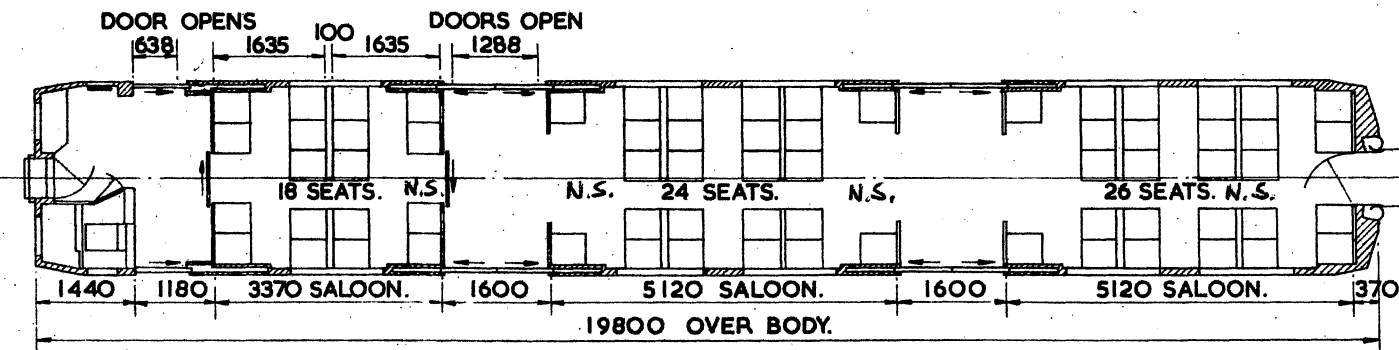 DOOR OPENS 100 DOORS OPEN
638 1635 1635 1288
18 SEATS. N.S. N.S. 24 SEATS. N.S. 26 SEATS. N.S.
1440 1180 3370 SALOON. 1600 5120 SALOON. 1600 5120 SALOON. 370
19800 OVER BODY.